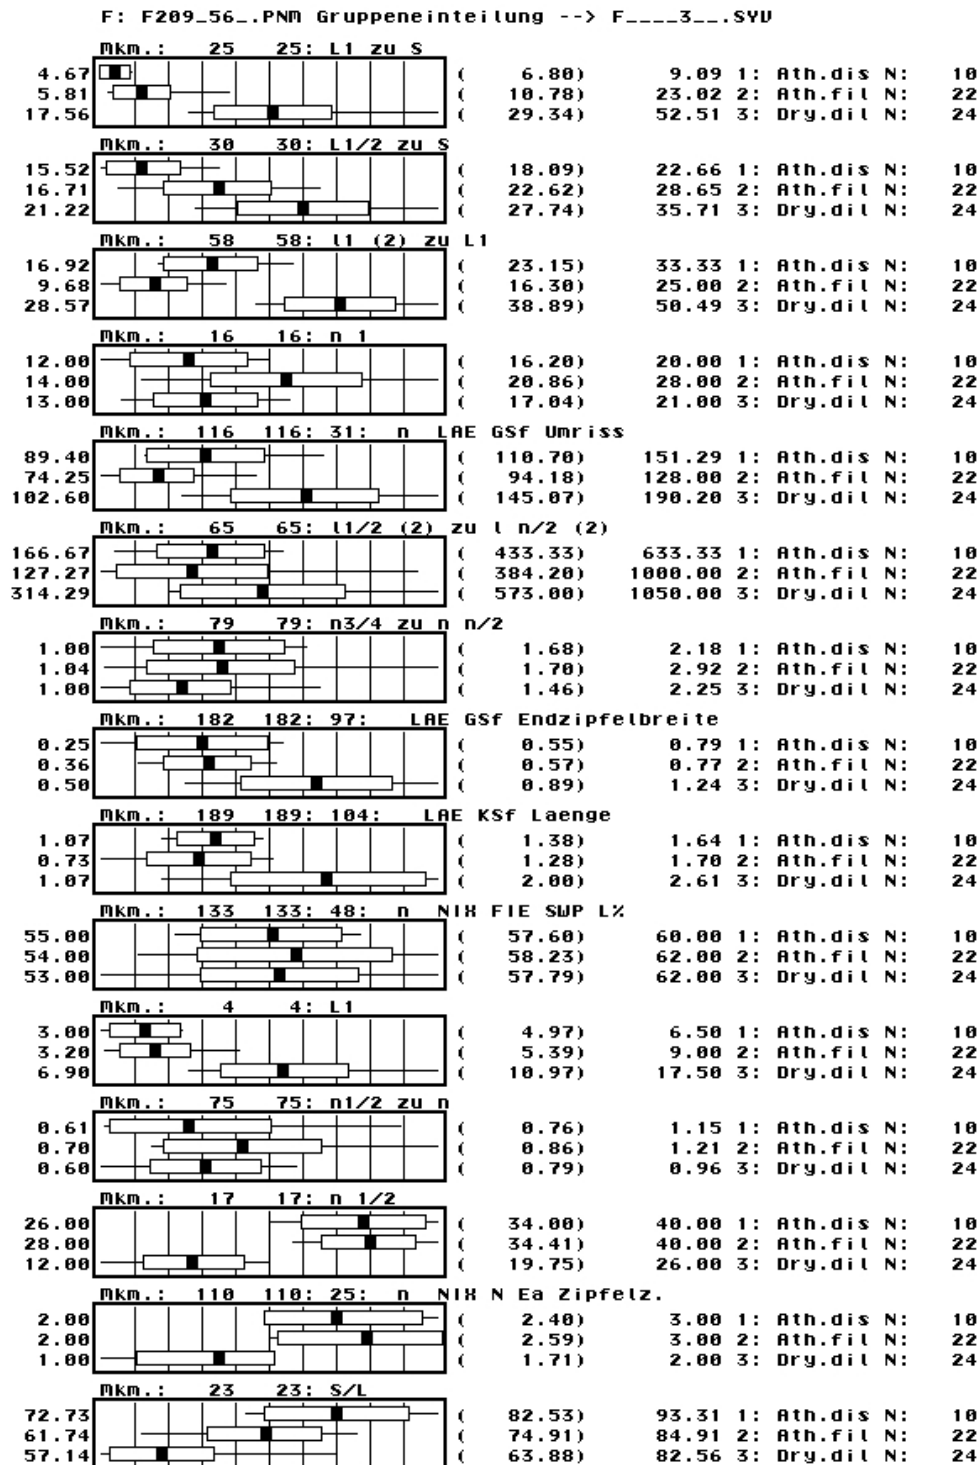 F: F209_56_.PNM Gruppeneinteilung --> F____3__.SYV
Mkm.: 25 25: L1 zu S
4.67 ( 6.80) 9.09 1: Ath.dis N: 10
5.81 ( 10.78) 23.02 2: Ath.fil N: 22
17.56 ( 29.34) 52.51 3: Dry.dil N: 24
Mkm.: 30 30: L1/2 zu S
15.52 ( 18.09) 22.66 1: Ath.dis N: 10
16.71 ( 22.62) 28.65 2: Ath.fil N: 22
21.22 ( 27.74) 35.71 3: Dry.dil N: 24
Mkm.: 58 58: l1 (2) zu L1
16.92 ( 23.15) 33.33 1: Ath.dis N: 10
9.68 ( 16.30) 25.00 2: Ath.fil N: 22
28.57 ( 38.89) 50.49 3: Dry.dil N: 24
Mkm.: 16 16: n 1
12.00 ( 16.20) 20.00 1: Ath.dis N: 10
14.00 ( 20.86) 28.00 2: Ath.fil N: 22
13.00 ( 17.04) 21.00 3: Dry.dil N: 24
Mkm.: 116 116: 31: n LAE GSf Umriss
89.40 ( 110.70) 151.29 1: Ath.dis N: 10
74.25 ( 94.18) 128.00 2: Ath.fil N: 22
102.60 ( 145.07) 190.20 3: Dry.dil N: 24
Mkm.: 65 65: l1/2 (2) zu l n/2 (2)
166.67 ( 433.33) 633.33 1: Ath.dis N: 10
127.27 ( 384.20) 1000.00 2: Ath.fil N: 22
314.29 ( 573.00) 1050.00 3: Dry.dil N: 24
Mkm.: 79 79: n3/4 zu n n/2
1.00 ( 1.68) 2.18 1: Ath.dis N: 10
1.04 ( 1.70) 2.92 2: Ath.fil N: 22
1.00 ( 1.46) 2.25 3: Dry.dil N: 24
Mkm.: 182 182: 97: LAE GSf Endzipfelbreite
0.25 ( 0.55) 0.79 1: Ath.dis N: 10
0.36 ( 0.57) 0.77 2: Ath.fil N: 22
0.50 ( 0.89) 1.24 3: Dry.dil N: 24
Mkm.: 189 189: 104: LAE KSf Laenge
1.07 ( 1.38) 1.64 1: Ath.dis N: 10
0.73 ( 1.28) 1.70 2: Ath.fil N: 22
1.07 ( 2.00) 2.61 3: Dry.dil N: 24
Mkm.: 133 133: 48: n NIX FIE SWP L%
55.00 ( 57.60) 60.00 1: Ath.dis N: 10
54.00 ( 58.23) 62.00 2: Ath.fil N: 22
53.00 ( 57.79) 62.00 3: Dry.dil N: 24
Mkm.: 4 4: L1
3.00 ( 4.97) 6.50 1: Ath.dis N: 10
3.20 ( 5.39) 9.00 2: Ath.fil N: 22
6.90 ( 10.97) 17.50 3: Dry.dil N: 24
Mkm.: 75 75: n1/2 zu n
0.61 ( 0.76) 1.15 1: Ath.dis N: 10
0.70 ( 0.86) 1.21 2: Ath.fil N: 22
0.60 ( 0.79) 0.96 3: Dry.dil N: 24
Mkm.: 17 17: n 1/2
26.00 ( 34.00) 40.00 1: Ath.dis N: 10
28.00 ( 34.41) 40.00 2: Ath.fil N: 22
12.00 ( 19.75) 26.00 3: Dry.dil N: 24
Mkm.: 110 110: 25: n NIX N Ea Zipfelz.
2.00 ( 2.40) 3.00 1: Ath.dis N: 10
2.00 ( 2.59) 3.00 2: Ath.fil N: 22
1.00 ( 1.71) 2.00 3: Dry.dil N: 24
Mkm.: 23 23: S/L
72.73 ( 82.53) 93.31 1: Ath.dis N: 10
61.74 ( 74.91) 84.91 2: Ath.fil N: 22
57.14 ( 63.88) 82.56 3: Dry.dil N: 24